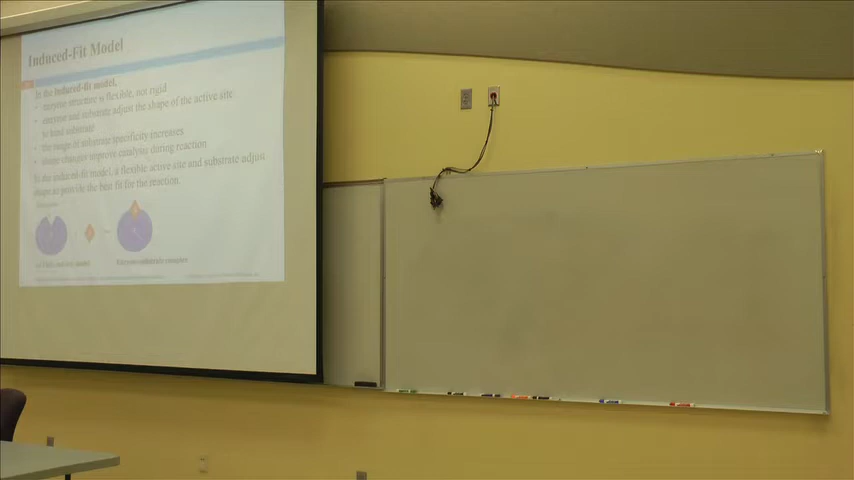 Induced-Fit Model
In the induced-fit model,
• enzyme structure is flexible, not rigid
• enzyme and substrate adjust the shape of the active site
to bind substrate
• the range of substrate specificity increases
• shape changes improve catalysis during reaction
In the induced-fit model, a flexible active site and substrate adjust
shape to provide the best fit for the reaction.